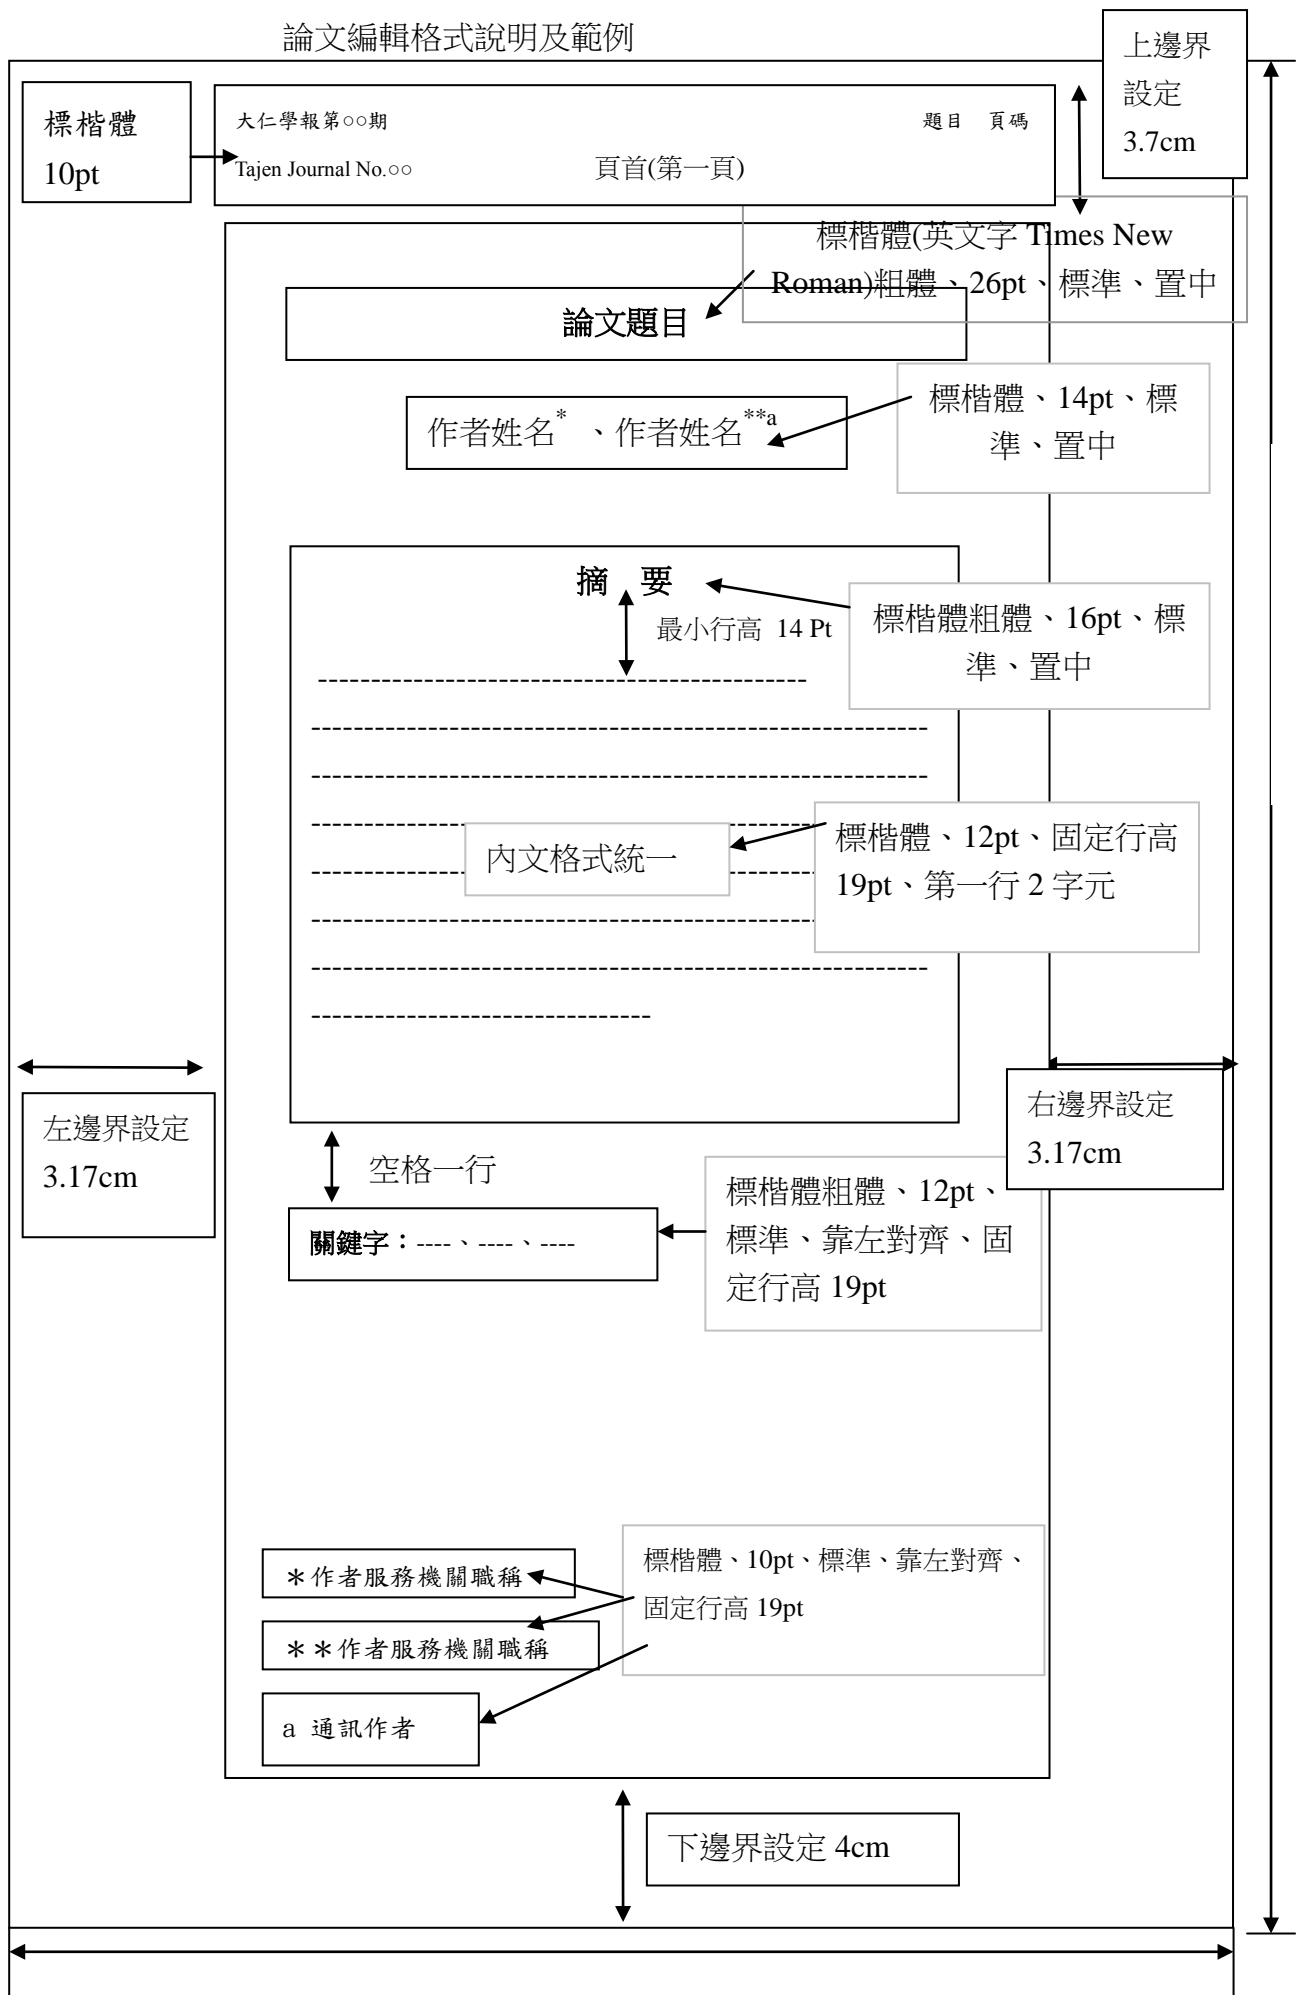 論文編輯格式說明及範例
上邊界
設定
3.7cm
標楷體
10pt
大仁學報第○○期
題目 頁碼
Tajen Journal No.○○
頁首(第一頁)
標楷體(英文字 Times New
Roman)粗體、26pt、標準、置中
論文題目
作者姓名* 、作者姓名**a
標楷體、14pt、標
準、置中
摘 要
最小行高 14 Pt
標楷體粗體、16pt、標
準、置中
內文格式統一
標楷體、12pt、固定行高
19pt、第一行 2 字元
左邊界設定
3.17cm
右邊界設定
3.17cm
空格一行
關鍵字：----、----、----
標楷體粗體、12pt、
標準、靠左對齊、固
定行高 19pt
＊作者服務機關職稱
＊＊作者服務機關職稱
a 通訊作者
標楷體、10pt、標準、靠左對齊、
固定行高 19pt
下邊界設定 4cm